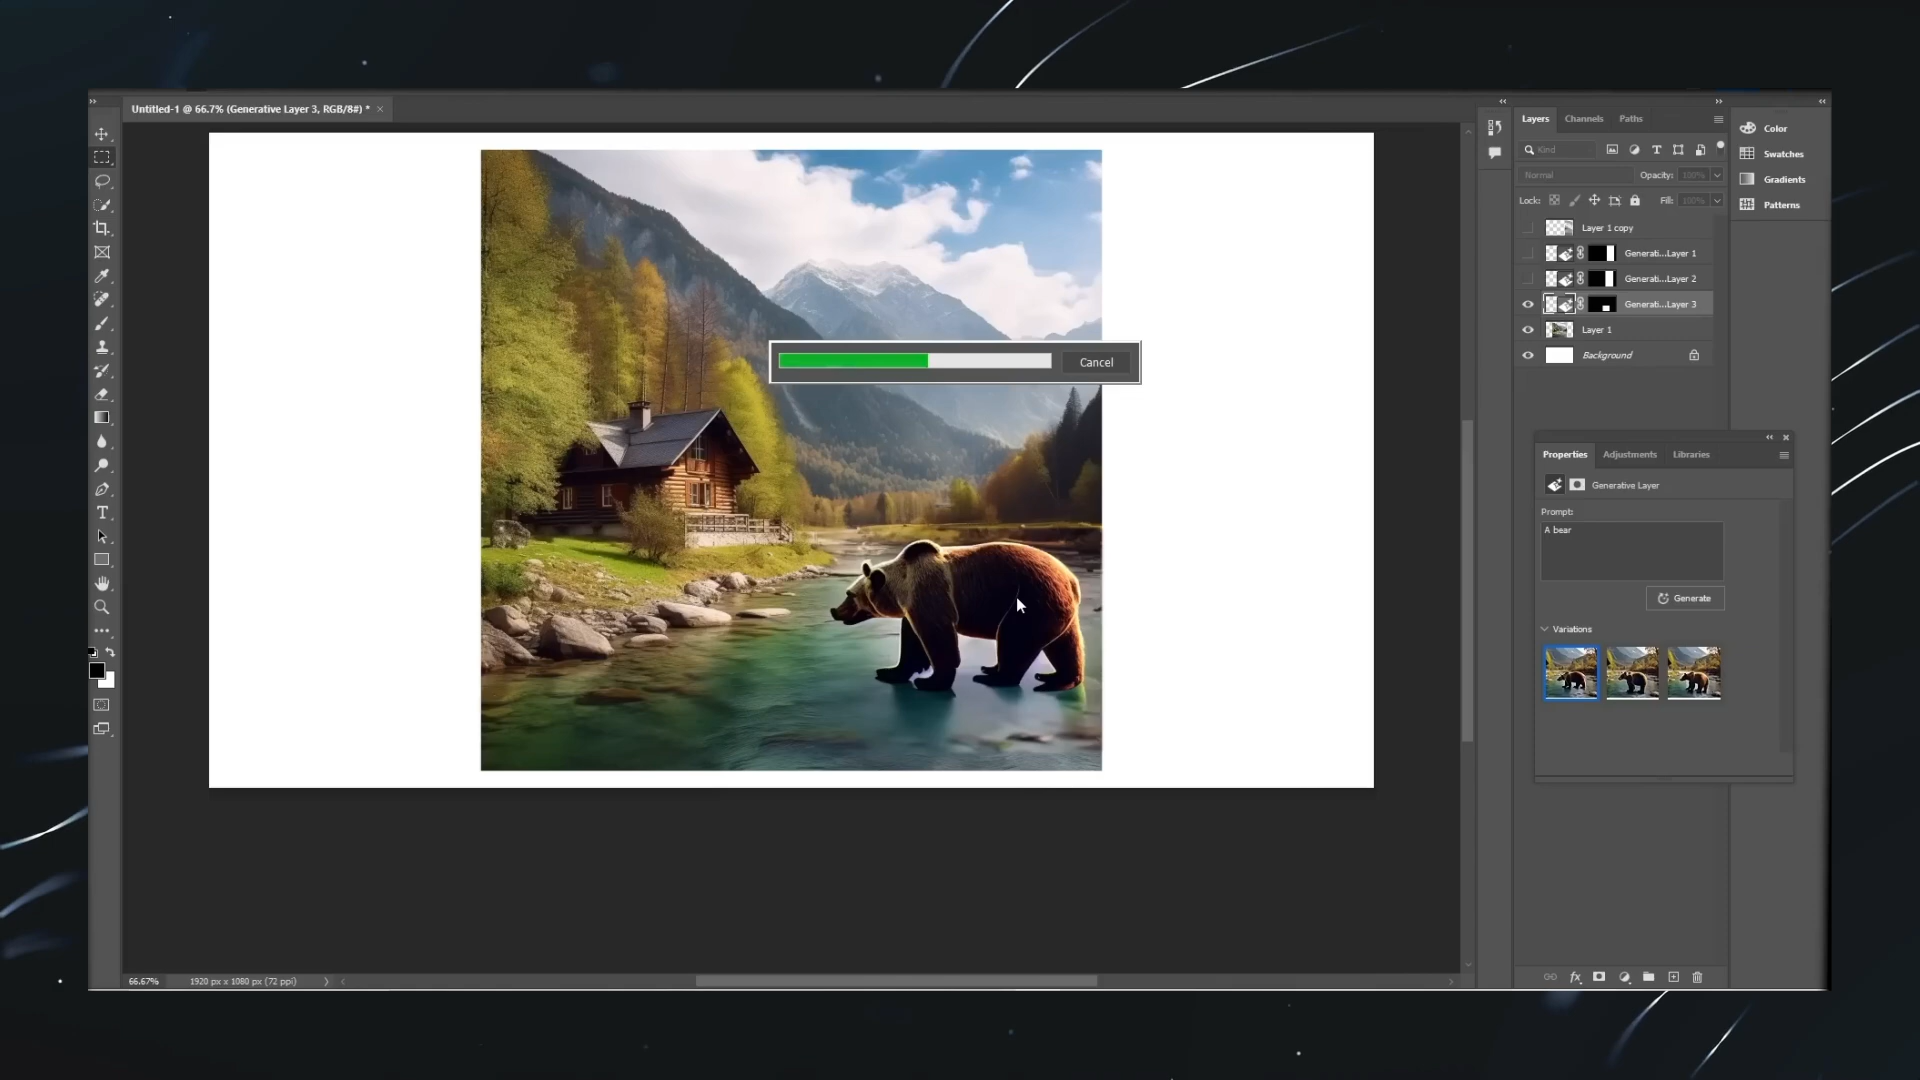 Untitled-1 @ 66.7% (Generative Layer 3, RGB/8#) *
Layers Channels Paths
Kind
Normal Opacity: 100%
Lock: Fill: 100%
Layer 1 copy
Generati...Layer 1
Generati...Layer 2
Generati...Layer 3
Layer 1
Background
Color
Swatches
Gradients
Patterns
Cancel
Properties Adjustments Libraries
Generative Layer
Prompt:
A bear
Generate
Variations
66.67% 1920 px x 1080 px (72 ppi)